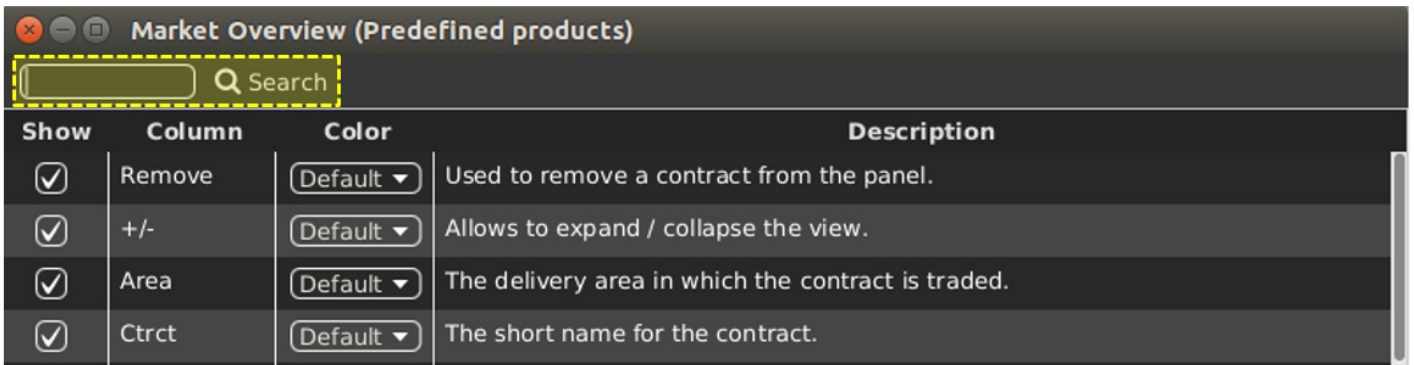 Market Overview (Predefined products)
Search
Show Column Color Description
Remove Default Used to remove a contract from the panel.
+/- Default Allows to expand / collapse the view.
Area Default The delivery area in which the contract is traded.
Ctrct Default The short name for the contract.